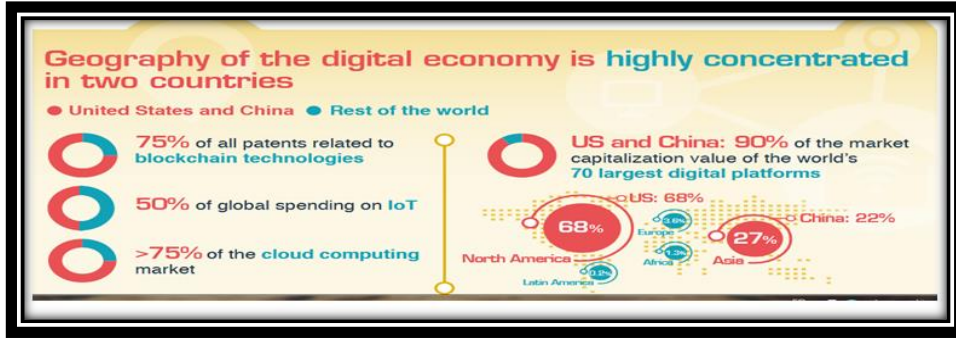 Geography of the digital economy is highly concentrated
in two countries
United States and China Rest of the world
75% of all patents related to
blockchain technologies
50% of global spending on IoT
>75% of the cloud computing
market
US and China: 90% of the market
capitalization value of the world's
70 largest digital platforms
US: 68%
68%
North America
Latin America
0.2%
3.6%
Europe
1.3%
Africa
China: 22%
27%
Asia